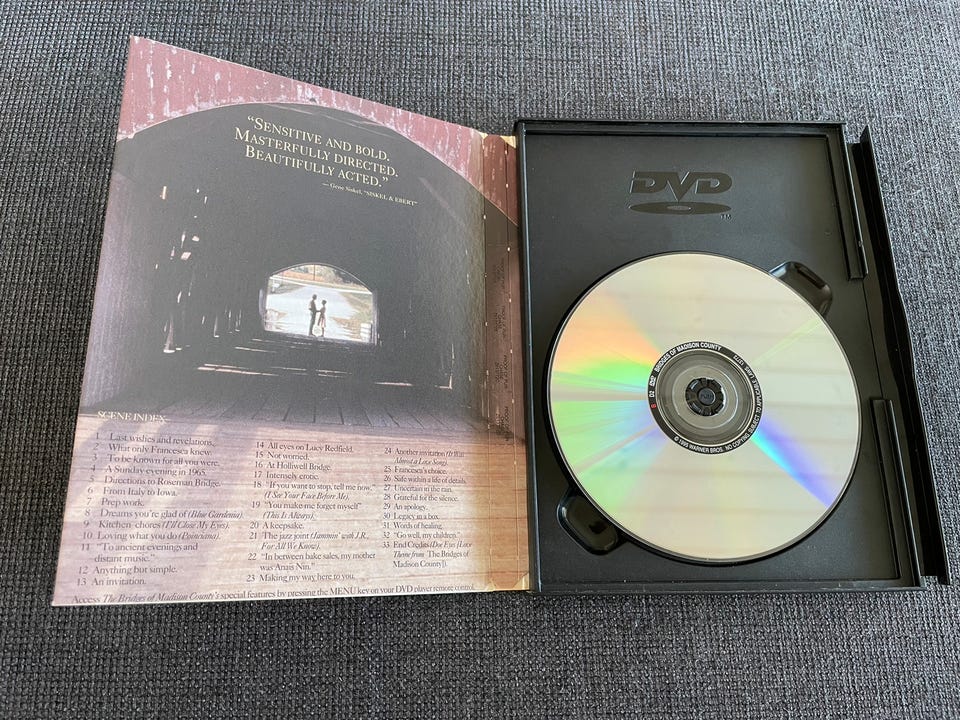 “SENSITIVE AND BOLD.
MASTERFULLY DIRECTED.
BEAUTIFULLY ACTED.”
— Gene Siskel, “SISKEL & EBERT”
SCENE INDEX
1 Last wishes and revelations.
2 What only Francesca knew.
3 To be known for all you were.
4 A Sunday evening in 1965.
5 Directions to Roseman Bridge.
6 From Italy to Iowa.
7 Prep work.
8 Dreams you're glad of (Blue Gardenia).
9 Kitchen chores (I'll Close My Eyes).
10 Loving what you do (Poinciana).
11 “To ancient evenings and
distant music.”
12 Anything but simple.
13 An invitation.
14 All eyes on Lucy Redfield.
15 Not worried.
16 At Holliwell Bridge.
17 Intensely erotic.
18 “If you want to stop, tell me now.”
(I See Your Face Before Me).
19 “You make me forget myself”
(This Is Always).
20 A keepsake.
21 The jazz joint (Jammin' with J.R.,
For All We Know).
22 “In between bake sales, my mother
was Anaïs Nin.”
23 Making my way here to you.
24 Another invitation (It Was
Almost a Love Song).
25 Francesca's choice.
26 Safe within a life of details.
27 Uncertain in the rain.
28 Grateful for the silence.
29 An apology.
30 Legacy in a box.
31 Words of healing.
32 “Go well, my children.”
33 End Credits (Doe Eyes [Love
Theme from The Bridges of
Madison County]).
Access The Bridges of Madison County's special features by pressing the MENU key on your DVD player remote control.
DVD
TM
B D2 DVD BRIDGES OF MADISON COUNTY
© 1995 WARNER BROS. NO COPYING. SUBJECT TO APPLICABLE LAWS.